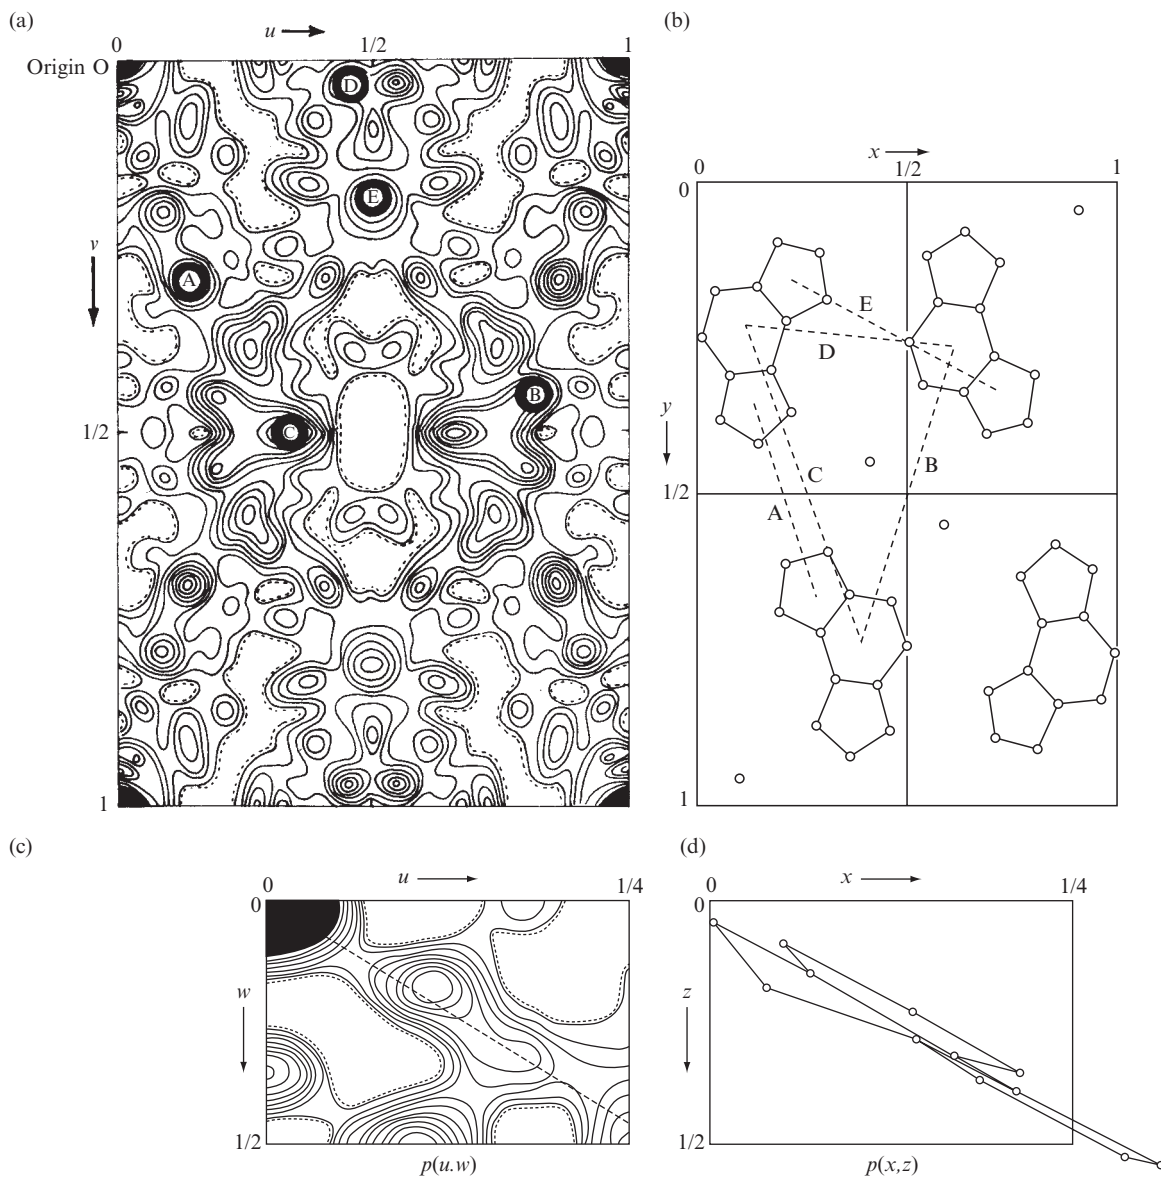 (a)
u
0 1/2 1
Origin O
D
E
A
B
C
v
1/2
1
(b)
x
0 1/2 1
0
E
D
y
B
C
A
1/2
1
(c)
u
0 1/4
0
w
1/2
p(u.w)
(d)
x
0 1/4
0
z
1/2
p(x,z)